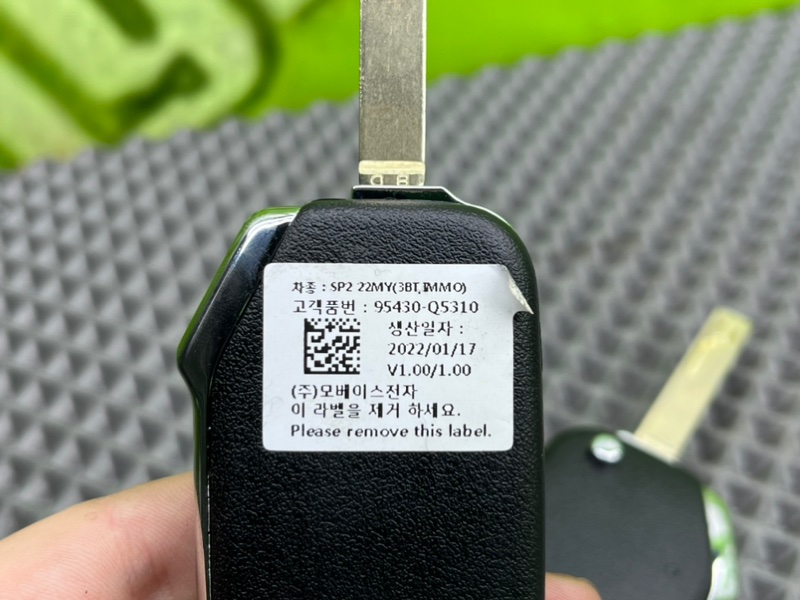 차종 : SP2 22MY(3BT,IMMO)
고객품번 : 95430-Q5310
생산일자 :
2022/01/17
V1.00/1.00
(주)모베이스전자
이 라벨을 제거 하세요.
Please remove this label.